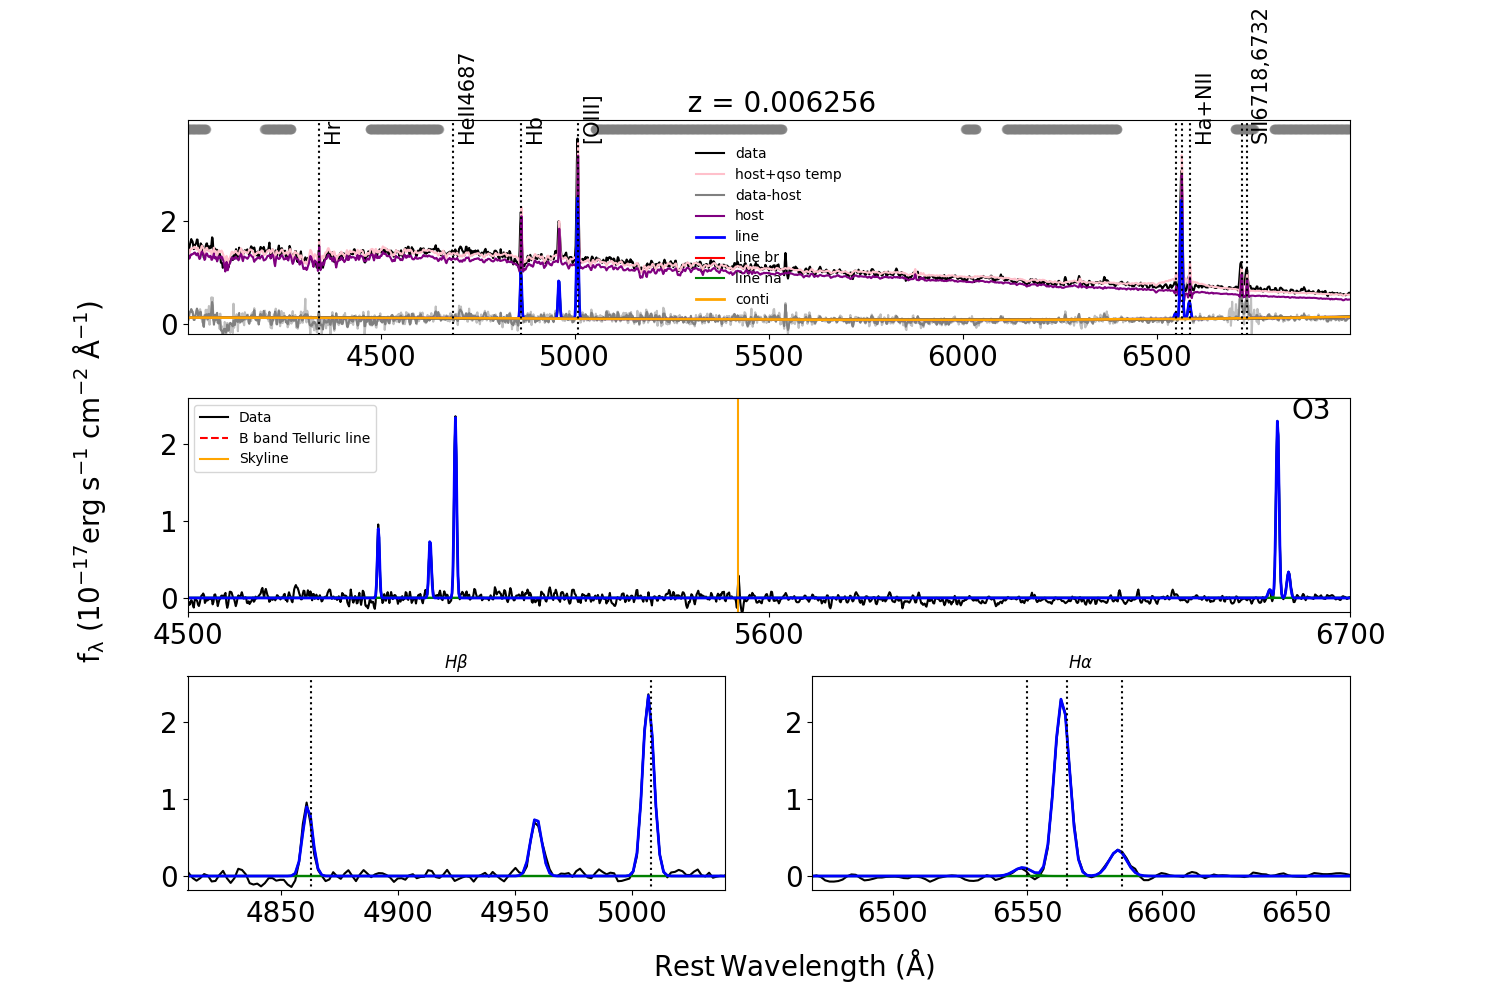 z = 0.006256
Hr
HeII4687
Hb
[OIII]
Ha+NII
SII6718,6732
data
host+qso temp
data-host
host
line
line br
line na
conti
2
0
4500 5000 5500 6000 6500
Data
B band Telluric line
Skyline
O3
2
1
0
4500 5600 6700
fλ (10−17erg s−1 cm−2 Å−1)
Hβ
2
1
0
4850 4900 4950 5000
Hα
2
1
0
6500 6550 6600 6650
Rest Wavelength (Å)